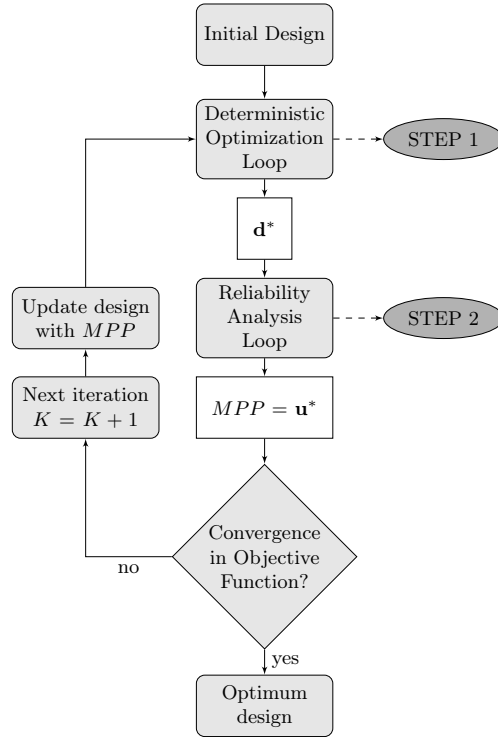 Initial Design
Deterministic
Optimization
Loop
STEP 1
d*
Reliability
Analysis
Loop
STEP 2
Update design
with MPP
Next iteration
K = K + 1
MPP = u*
Convergence
in Objective
Function?
no
yes
Optimum
design